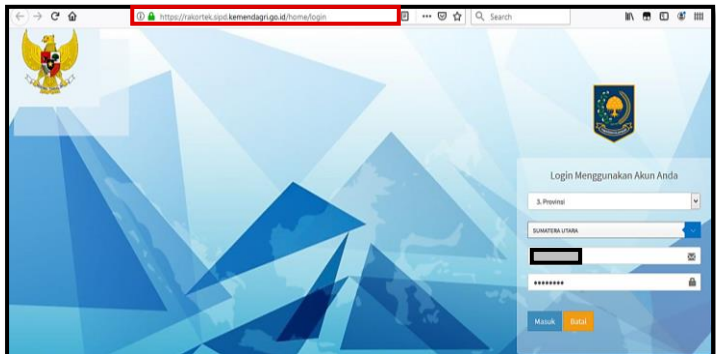 https://rakortek.sipd.kemendagri.go.id/home/login
Search
Login Menggunakan Akun Anda
3. Provinsi
SUMATERA UTARA
••••••••
Masuk
Batal